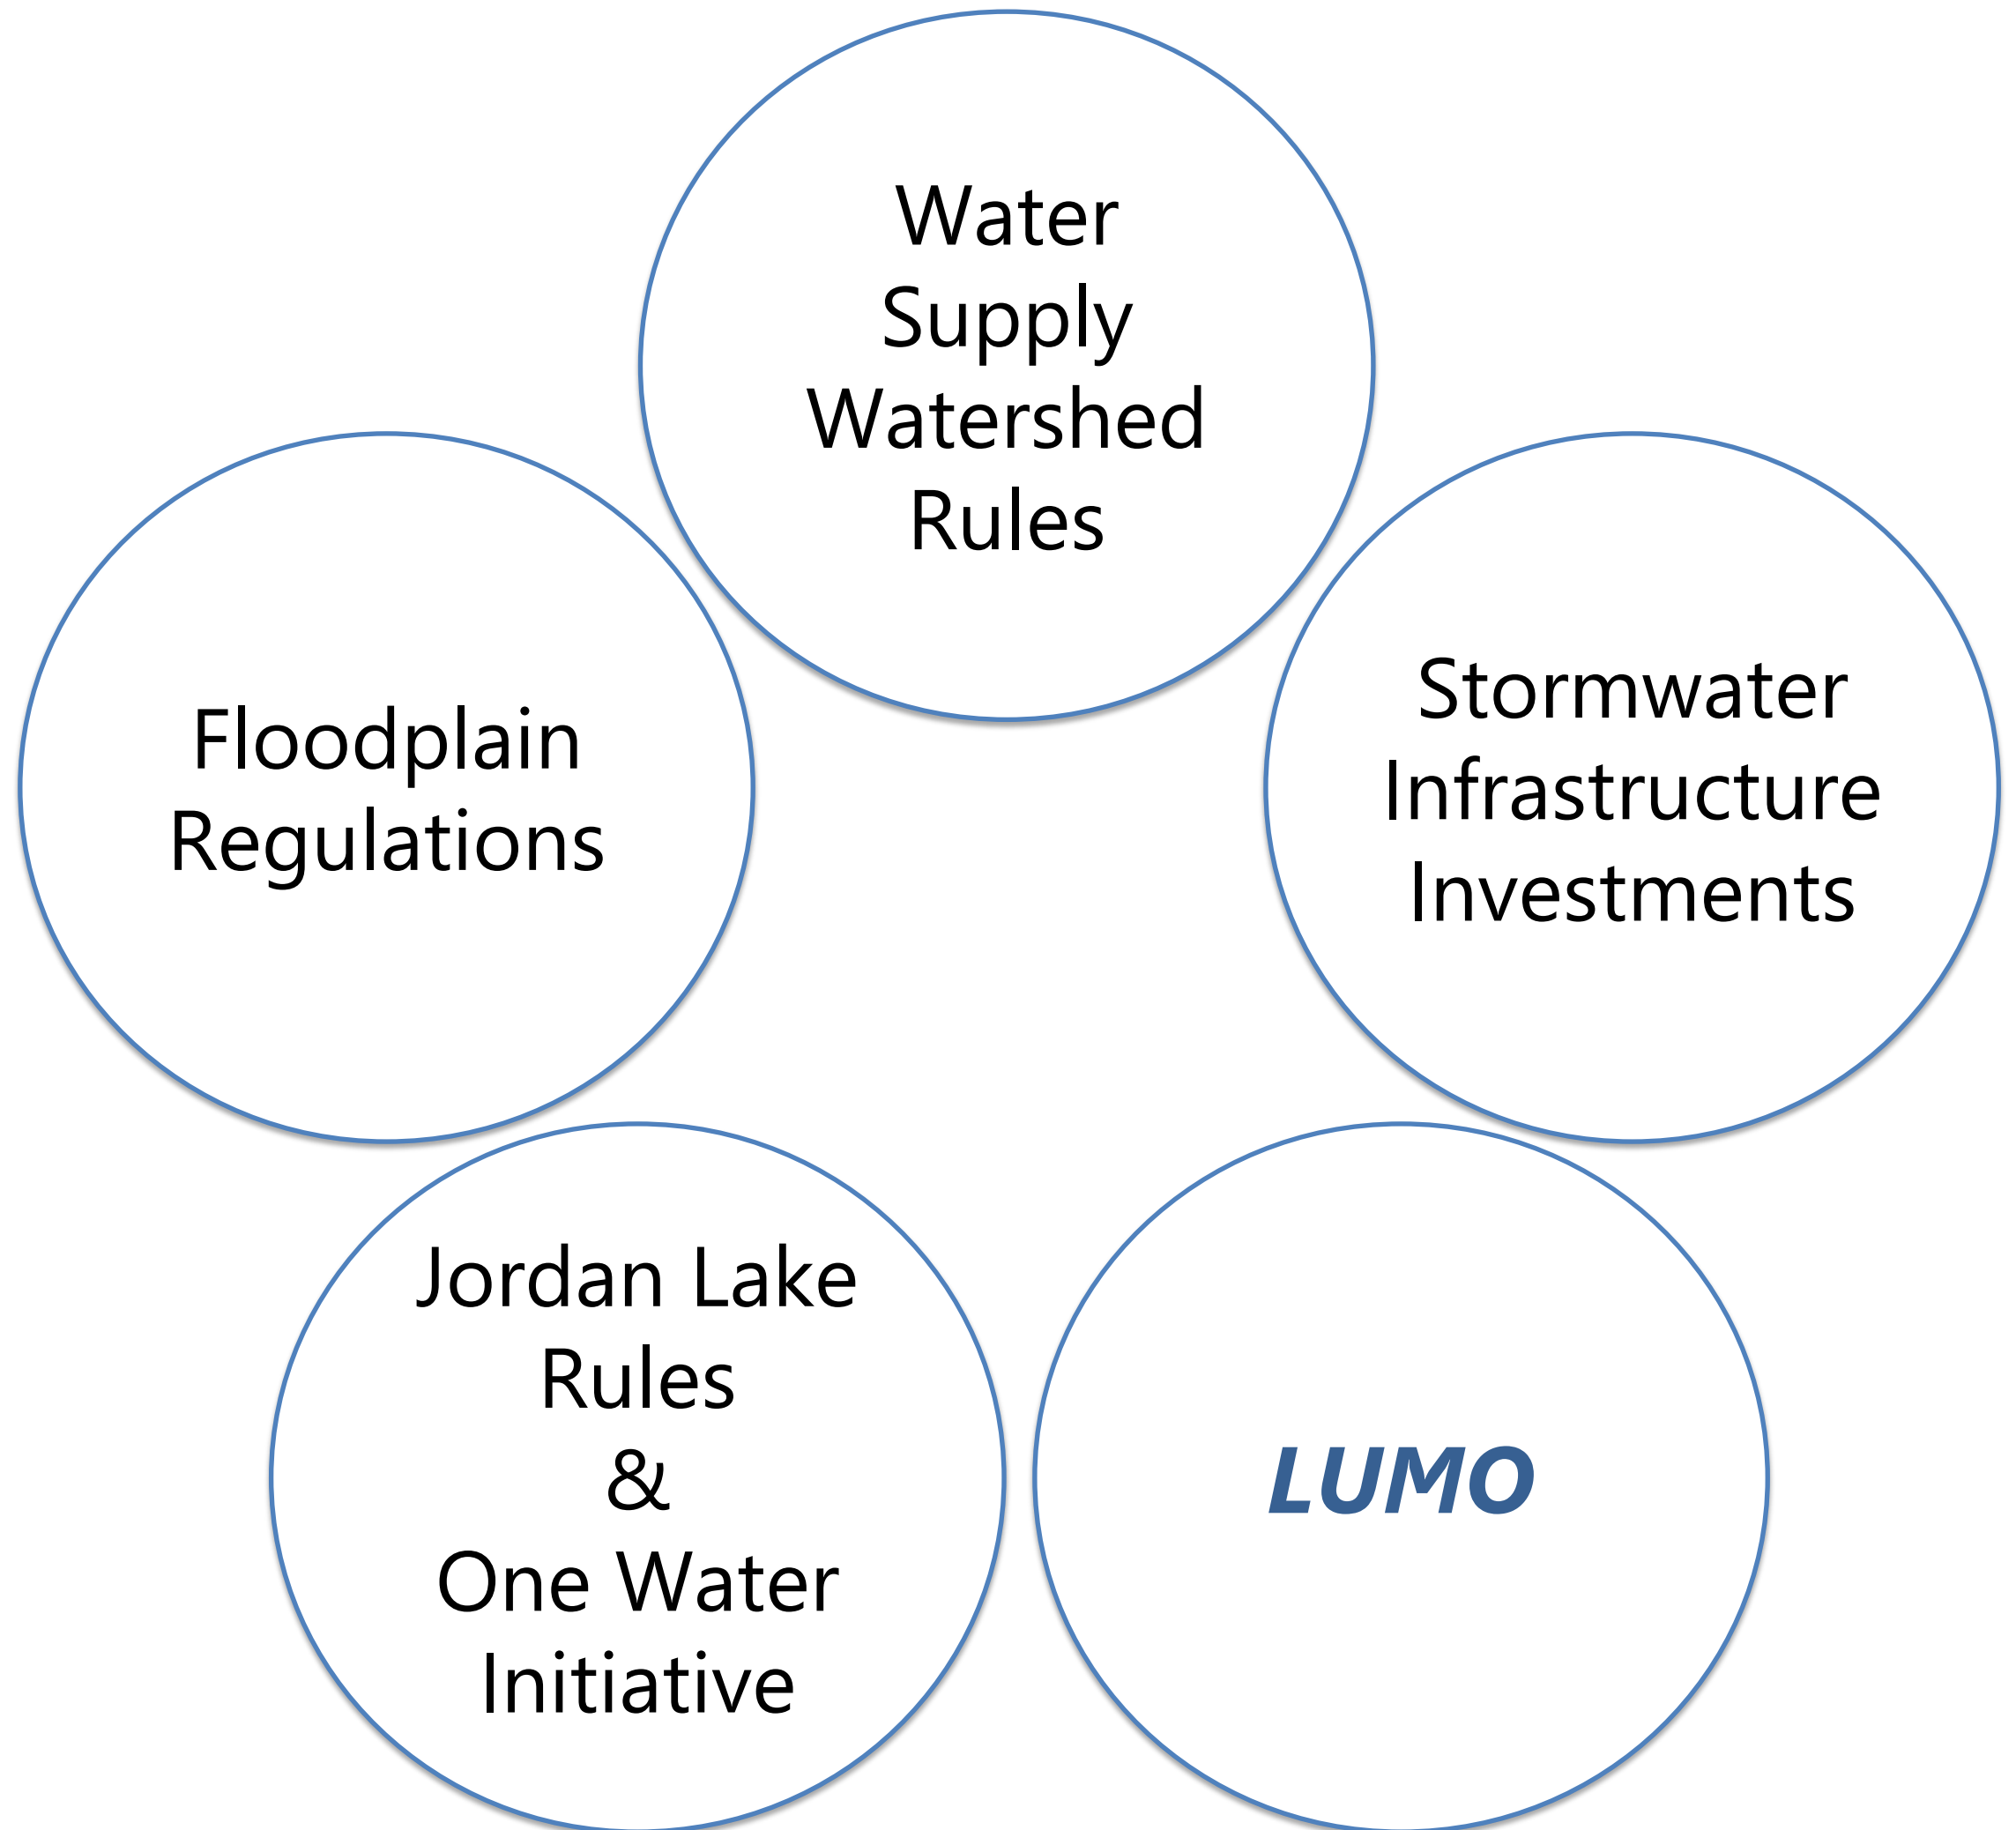 Water
Supply
Watershed
Rules
Floodplain
Regulations
Stormwater
Infrastructure
Investments
Jordan Lake
Rules
&
One Water
Initiative
LUMO